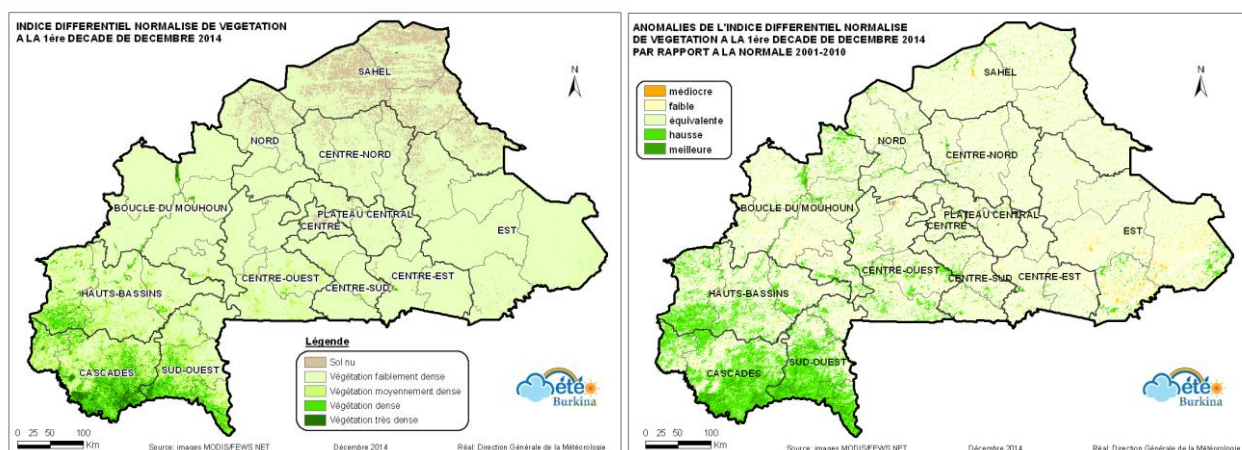 INDICE DIFFERENTIEL NORMALISE DE VEGETATION
A LA 1ére DECADE DE DECEMBRE 2014
N
SAHEL
NORD
CENTRE-NORD
BOUCLE DU MOUHOUN
PLATEAU CENTRAL
CENTRE
EST
CENTRE-OUEST
CENTRE-EST
CENTRE-SUD
HAUTS-BASSINS
CASCADES
SUD-OUEST
Légende
Sol nu
Végétation faiblement dense
Végétation moyennement dense
Végétation dense
Végétation très dense
été
Burkina
0 25 50 100
Km
Source: images MODIS/FEWS NET
Décembre 2014
Réal: Direction Générale de la Météorologie
ANOMALIES DE L'INDICE DIFFERENTIEL NORMALISE
DE VEGETATION A LA 1ère DECADE DE DECEMBRE 2014
PAR RAPPORT A LA NORMALE 2001-2010
médiocre
faible
équivalente
hausse
meilleure
N
SAHEL
NORD
CENTRE-NORD
BOUCLE DU MOUHOUN
PLATEAU CENTRAL
CENTRE
EST
CENTRE-OUEST
CENTRE-SUD
CENTRE-EST
HAUTS-BASSINS
CASCADES
SUD-OUEST
été
Burkina
0 25 50 100
Km
Source: images MODIS/FEWS NET
Décembre 2014
Réal: Direction Générale de la Météorologie